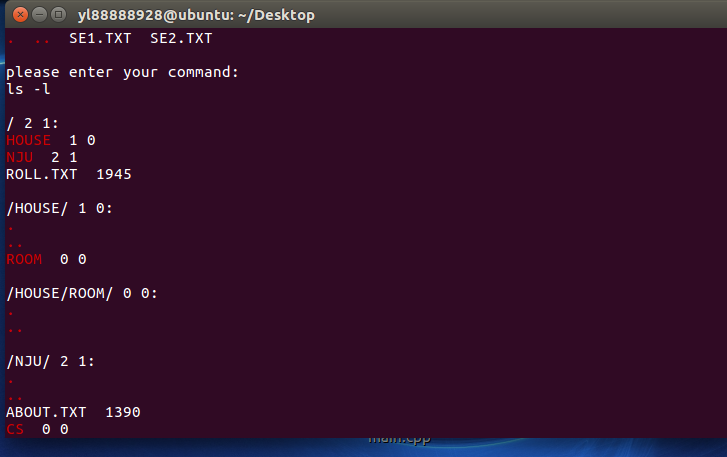 yl88888928@ubuntu: ~/Desktop
.  ..  SE1.TXT  SE2.TXT
please enter your command:
ls -l
/ 2 1:
HOUSE  1 0
NJU  2 1
ROLL.TXT  1945
/HOUSE/ 1 0:
.
..
ROOM  0 0
/HOUSE/ROOM/ 0 0:
.
..
/NJU/ 2 1:
.
..
ABOUT.TXT  1390
CS  0 0
main.cpp